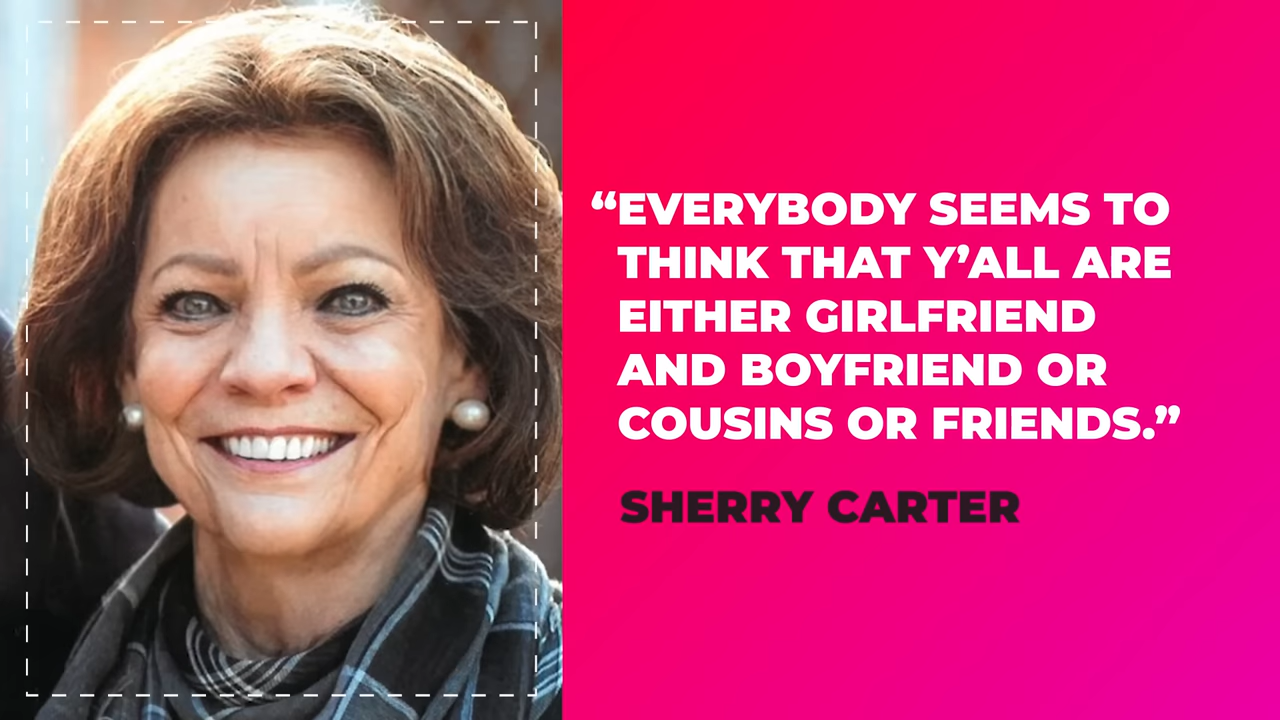 “EVERYBODY SEEMS TO
THINK THAT Y’ALL ARE
EITHER GIRLFRIEND
AND BOYFRIEND OR
COUSINS OR FRIENDS.”
SHERRY CARTER